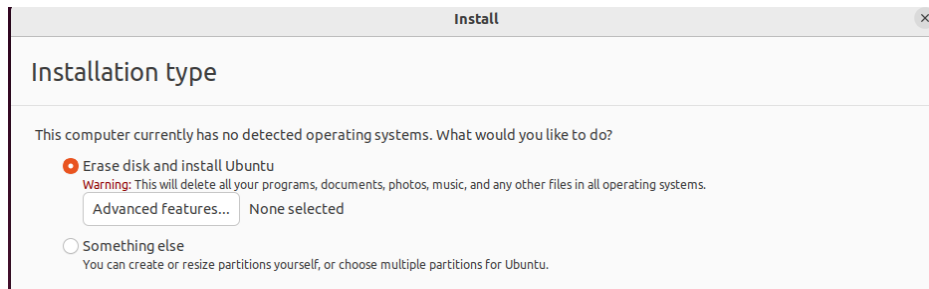 Install
Installation type
This computer currently has no detected operating systems. What would you like to do?
Erase disk and install Ubuntu
Warning: This will delete all your programs, documents, photos, music, and any other files in all operating systems.
Advanced features... None selected
Something else
You can create or resize partitions yourself, or choose multiple partitions for Ubuntu.